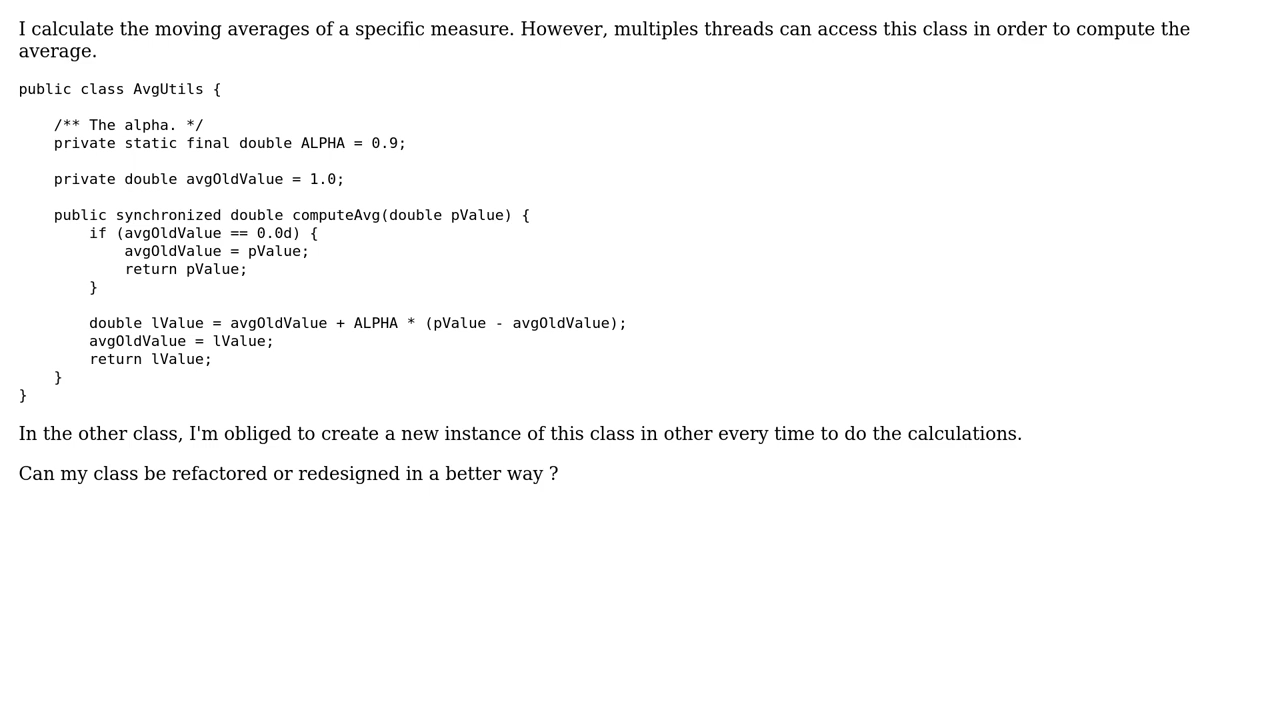 I calculate the moving averages of a specific measure. However, multiples threads can access this class in order to compute the
average.
public class AvgUtils {
    /** The alpha. */
    private static final double ALPHA = 0.9;
    private double avgOldValue = 1.0;
    public synchronized double computeAvg(double pValue) {
        if (avgOldValue == 0.0d) {
            avgOldValue = pValue;
            return pValue;
        }
        double lValue = avgOldValue + ALPHA * (pValue - avgOldValue);
        avgOldValue = lValue;
        return lValue;
    }
}
In the other class, I'm obliged to create a new instance of this class in other every time to do the calculations.
Can my class be refactored or redesigned in a better way ?